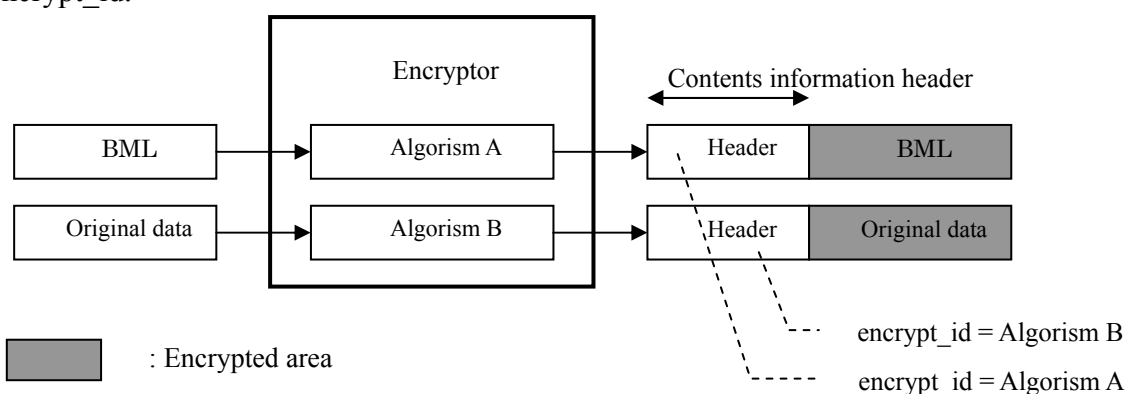 ncrypt_id.
Encryptor
Contents information header
BML Algorism A Header BML
Original data Algorism B Header Original data
encrypt_id = Algorism B
: Encrypted area
encrypt_id = Algorism A